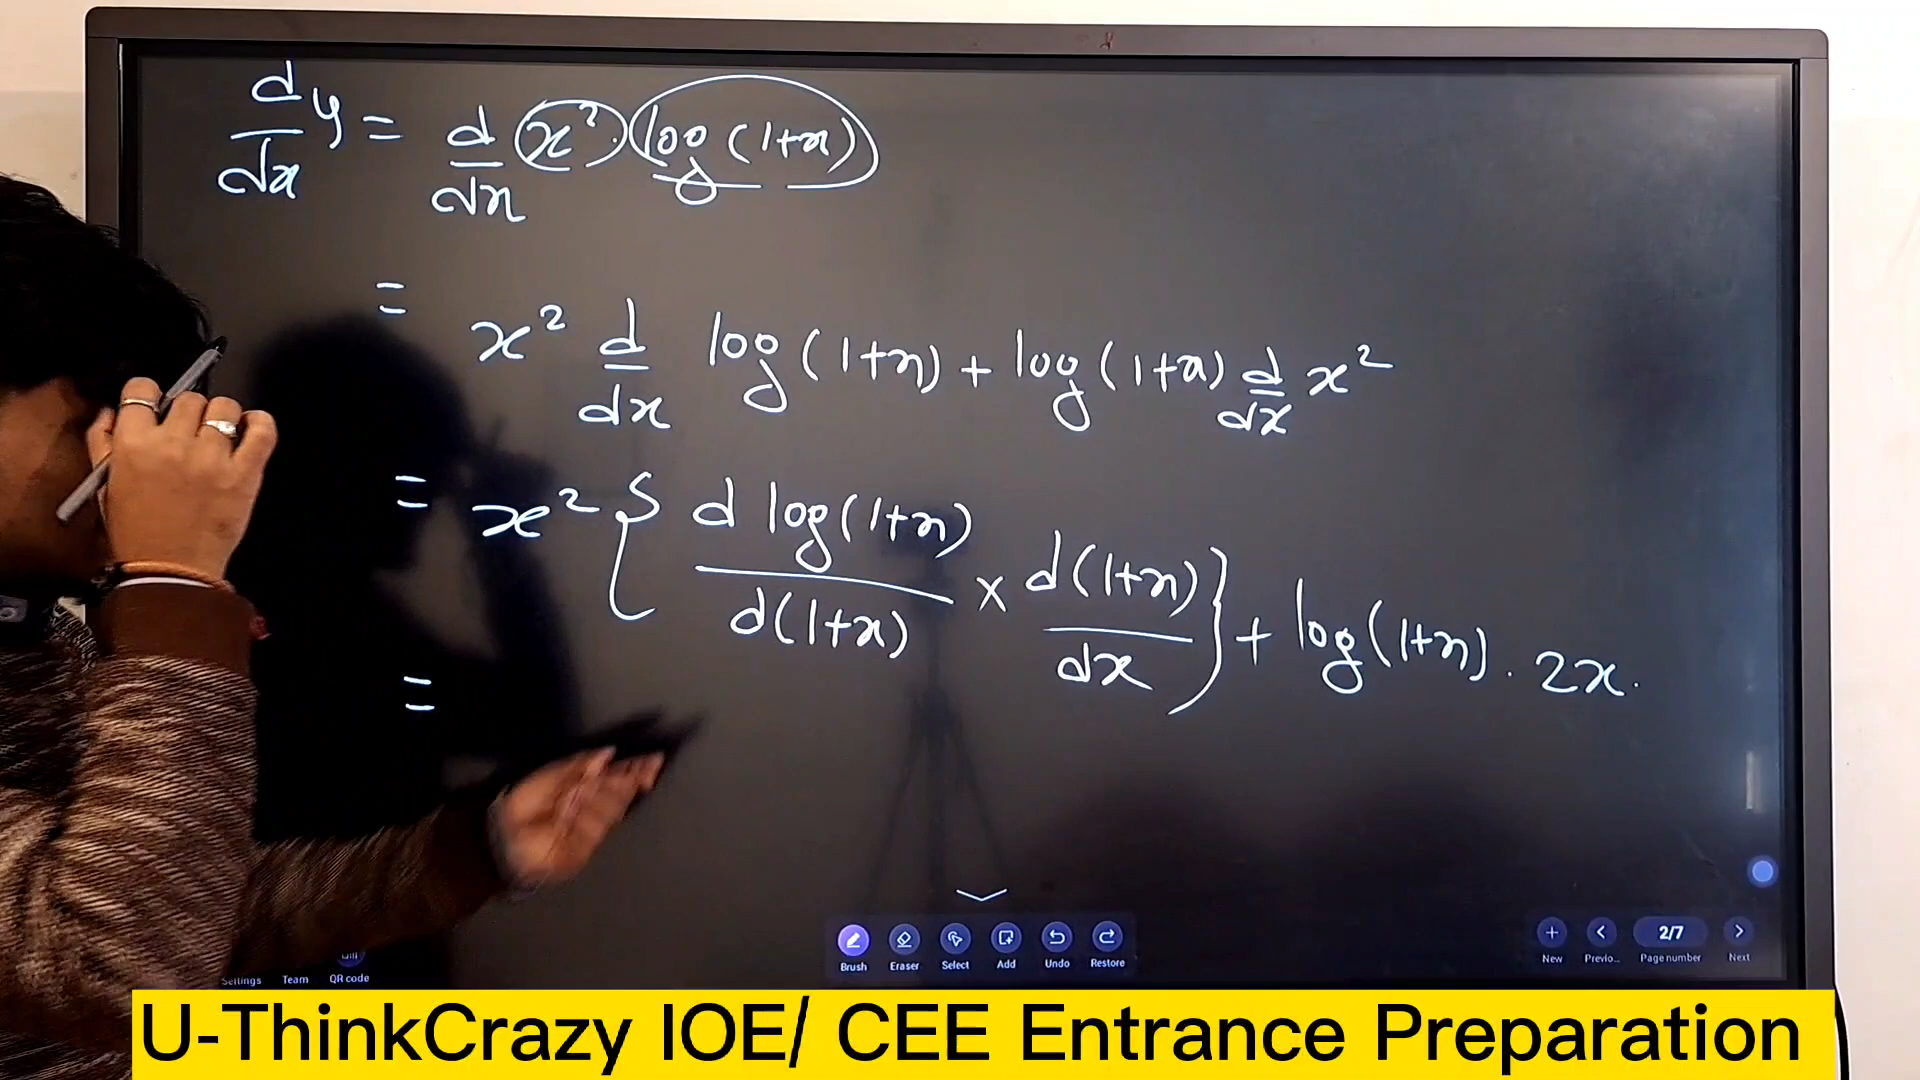 d/dx y = d/dx x². log(1+x)
= x² d/dx log(1+x) + log(1+x) d/dx x²
= x² { d log(1+x)/d(1+x) × d(1+x)/dx } + log(1+x) . 2x.
=
Brush Eraser Select Add Undo Restore
New Previo... 2/7 Page number Next
Settings Team QR code
U-ThinkCrazy IOE/ CEE Entrance Preparation